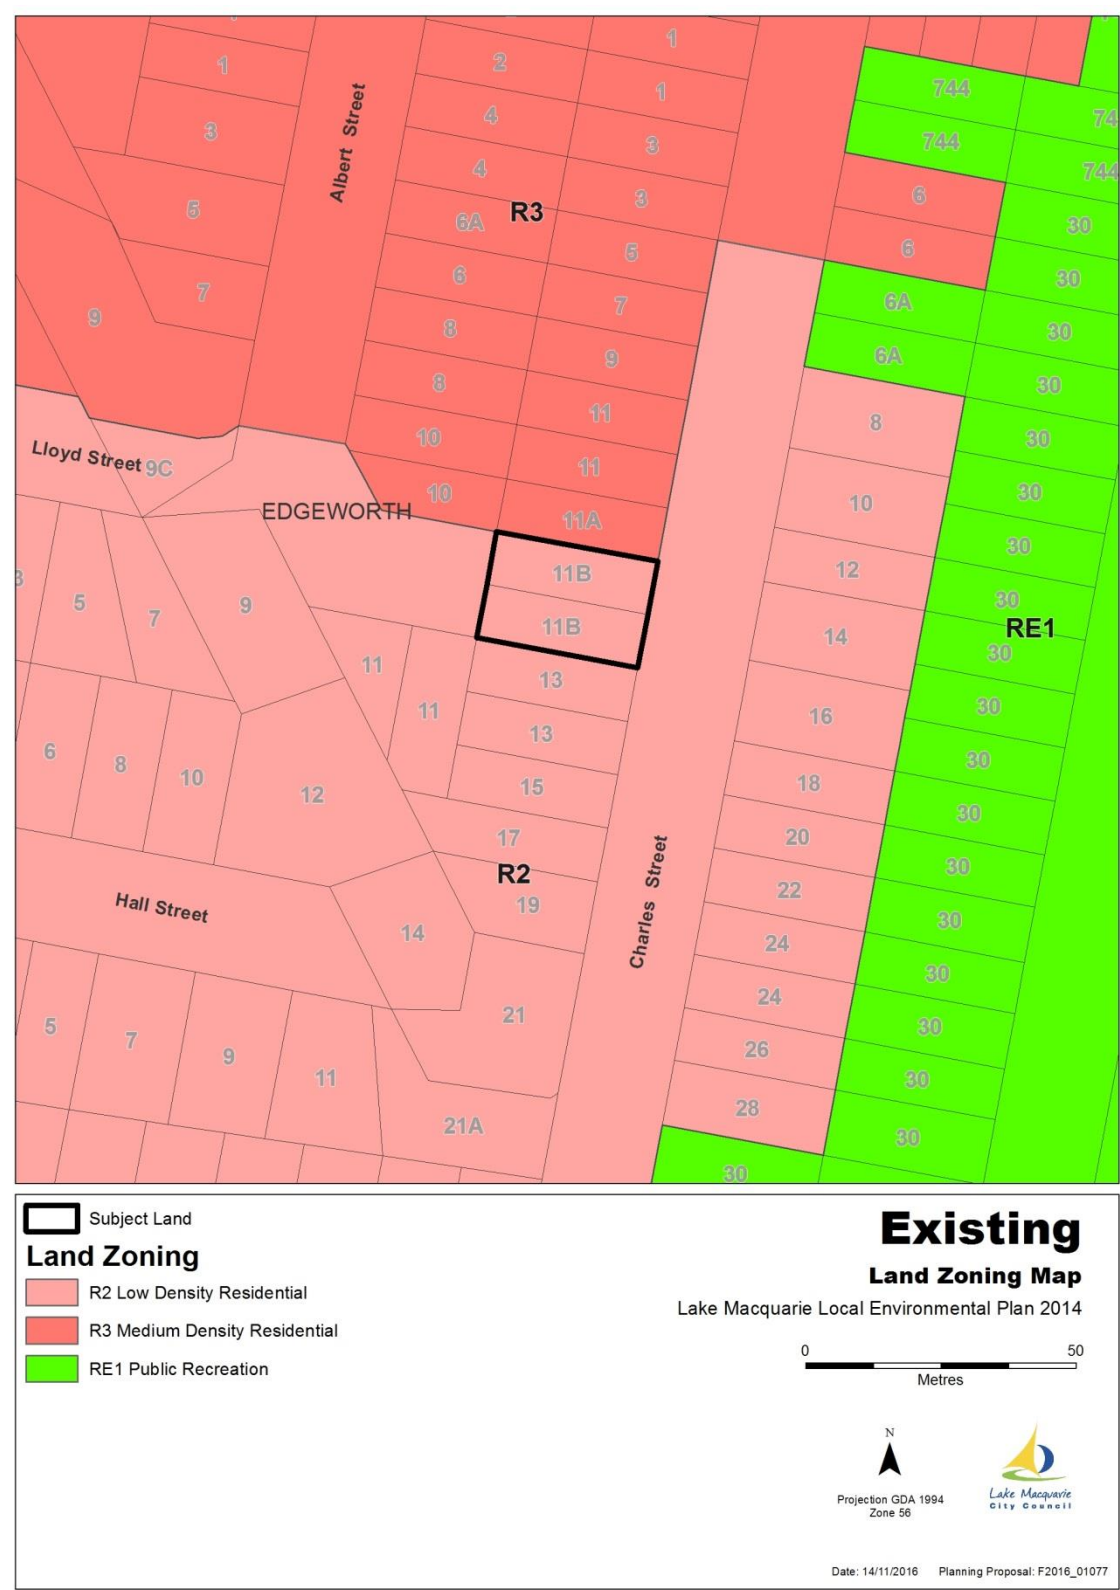 1
2
1
744
1
4
74
3
744
3
4
744
6
3
5
6A
R3
30
6
5
6
30
7
6A
7
9
8
30
9
6A
8
30
11
8
10
30
Lloyd Street
9C
11
10
30
10
EDGEWORTH
11A
30
12
11B
30
3
5
9
7
11B
14
RE1
30
11
13
11
30
13
16
6
8
10
15
30
12
18
30
17
20
R2
30
22
19
Hall Street
14
30
24
30
24
21
5
7
30
9
26
11
30
28
21A
30
30
Albert Street
Charles Street
Subject Land
Land Zoning
R2 Low Density Residential
R3 Medium Density Residential
RE1 Public Recreation
Existing
Land Zoning Map
Lake Macquarie Local Environmental Plan 2014
0 50
Metres
N
Projection GDA 1994
Zone 56
Lake Macquarie
City Council
Date: 14/11/2016 Planning Proposal: F2016_01077